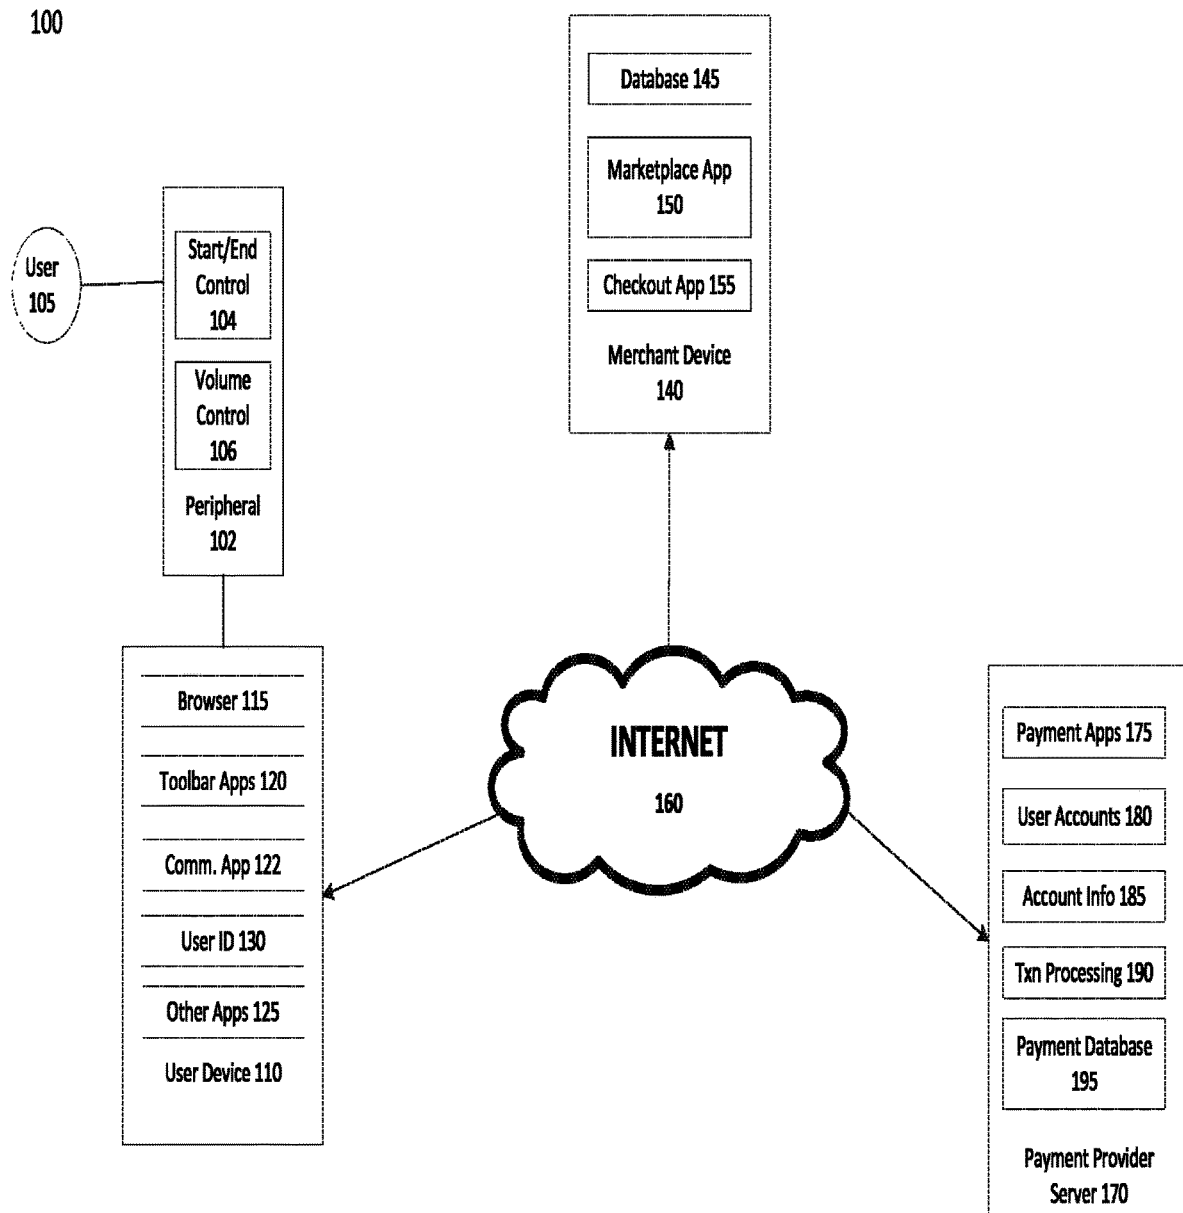 100
Database 145
Marketplace App
150
Checkout App 155
Merchant Device
140
User
105
Start/End
Control
104
Volume
Control
106
Peripheral
102
Browser 115
Toolbar Apps 120
Comm. App 122
User ID 130
Other Apps 125
User Device 110
INTERNET
160
Payment Apps 175
User Accounts 180
Account Info 185
Txn Processing 190
Payment Database
195
Payment Provider
Server 170